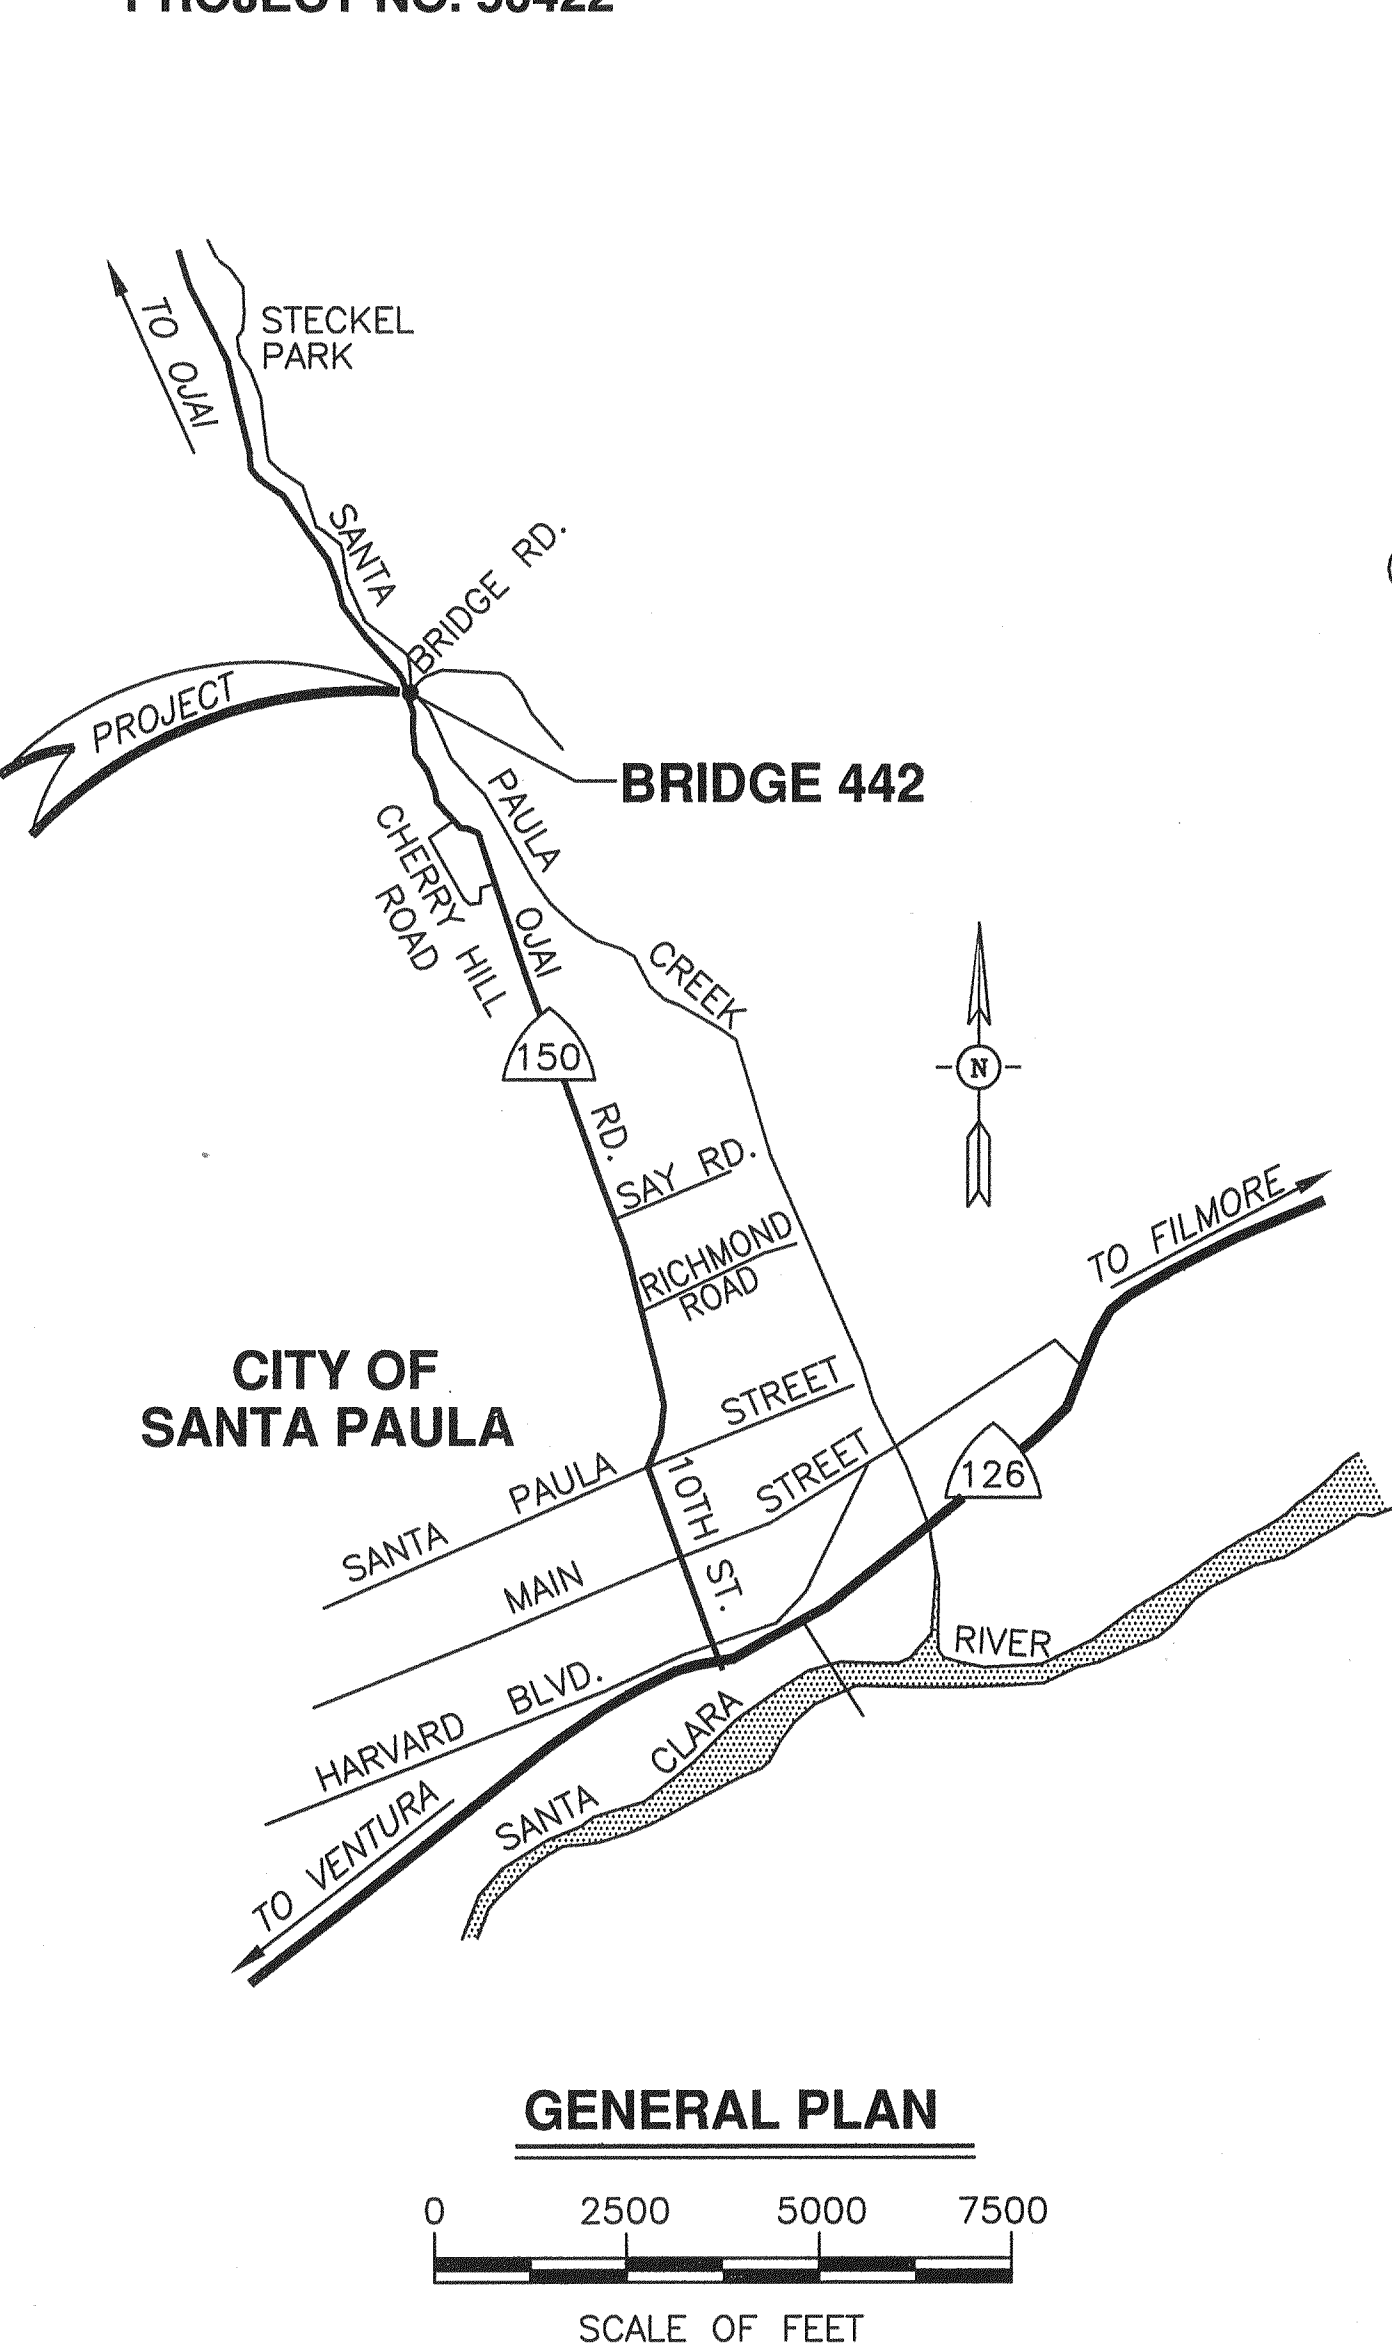 TO OJAI
STECKEL
PARK
SANTA
BRIDGE RD.
PROJECT
BRIDGE 442
PAULA
CHERRY HILL
ROAD
OJAI
CREEK
150
N
RD.
SAY RD.
RICHMOND
ROAD
TO FILMORE
CITY OF
SANTA PAULA
SANTA PAULA STREET
10TH ST.
MAIN STREET
126
HARVARD BLVD.
RIVER
SANTA CLARA
TO VENTURA
GENERAL PLAN
0 2500 5000 7500
SCALE OF FEET